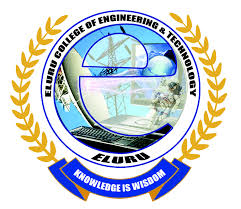 ELURU COLLEGE OF ENGINEERING & TECHNOLOGY
ELURU
KNOWLEDGE IS WISDOM